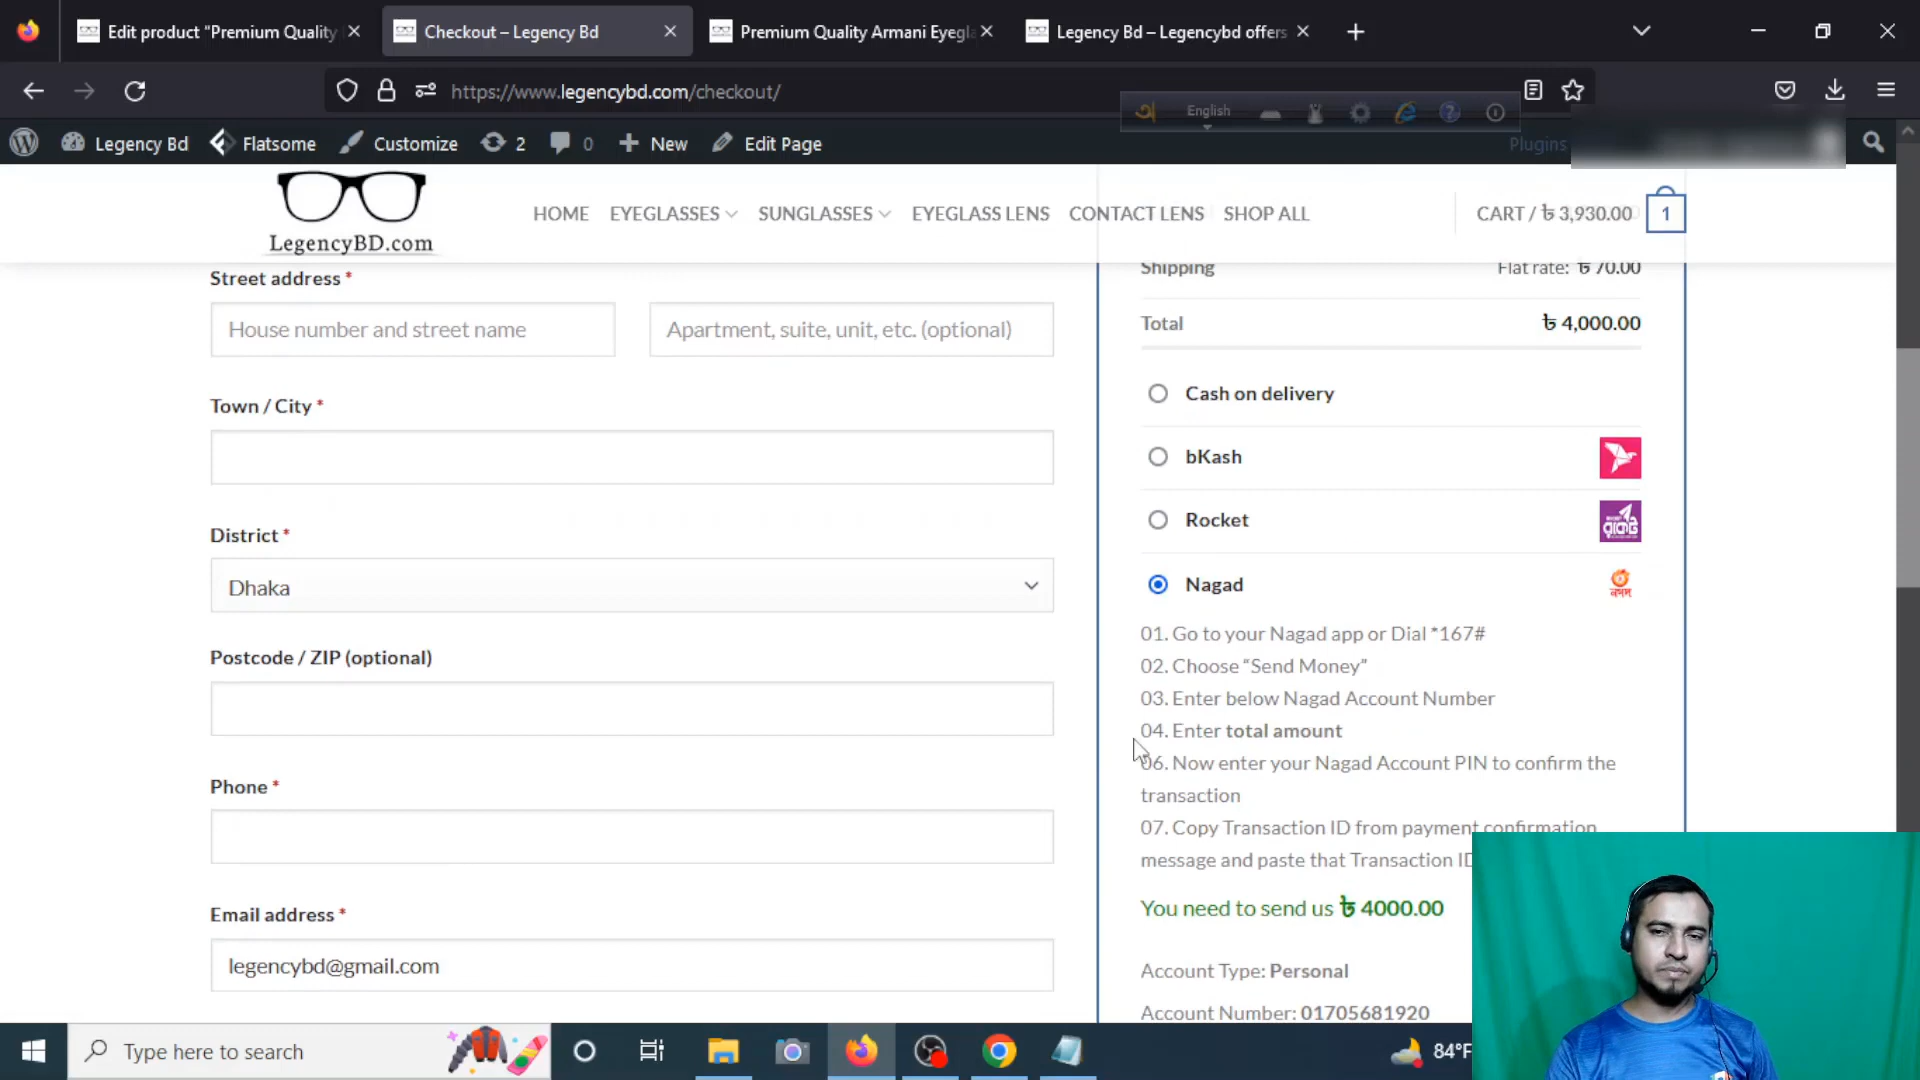 Edit product "Premium Quality
Checkout – Legency Bd
Premium Quality Armani Eyegla
Legency Bd – Legencybd offers
https://www.legencybd.com/checkout/
English
Legency Bd
Flatsome
Customize
2
0
New
Edit Page
Plugins
LegencyBD.com
HOME
EYEGLASSES
SUNGLASSES
EYEGLASS LENS
CONTACT LENS
SHOP ALL
CART / ৳ 3,930.00
1
Street address *
House number and street name
Apartment, suite, unit, etc. (optional)
Town / City *
District *
Dhaka
Postcode / ZIP (optional)
Phone *
Email address *
legencybd@gmail.com
Shipping
Flat rate: ৳ 70.00
Total
৳ 4,000.00
Cash on delivery
bKash
Rocket
রকেট
Nagad
নগদ
01. Go to your Nagad app or Dial *167#
02. Choose “Send Money”
03. Enter below Nagad Account Number
04. Enter total amount
06. Now enter your Nagad Account PIN to confirm the
transaction
07. Copy Transaction ID from payment confirmation
message and paste that Transaction ID
You need to send us ৳ 4000.00
Account Type: Personal
Account Number: 01705681920
Type here to search
84°F